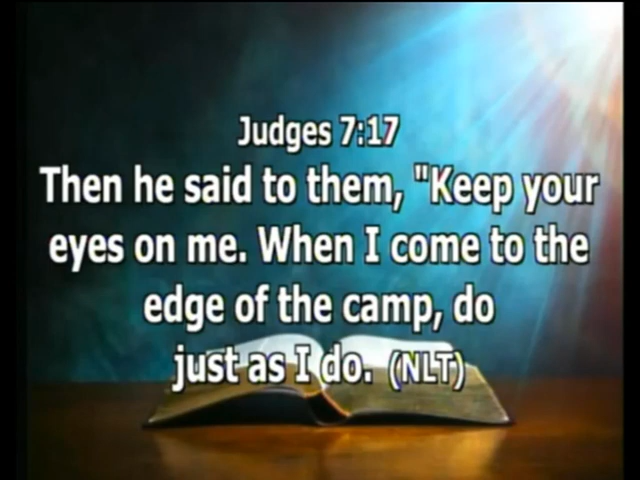 Judges 7:17
Then he said to them, "Keep your
eyes on me. When I come to the
edge of the camp, do
just as I do. (NLT)